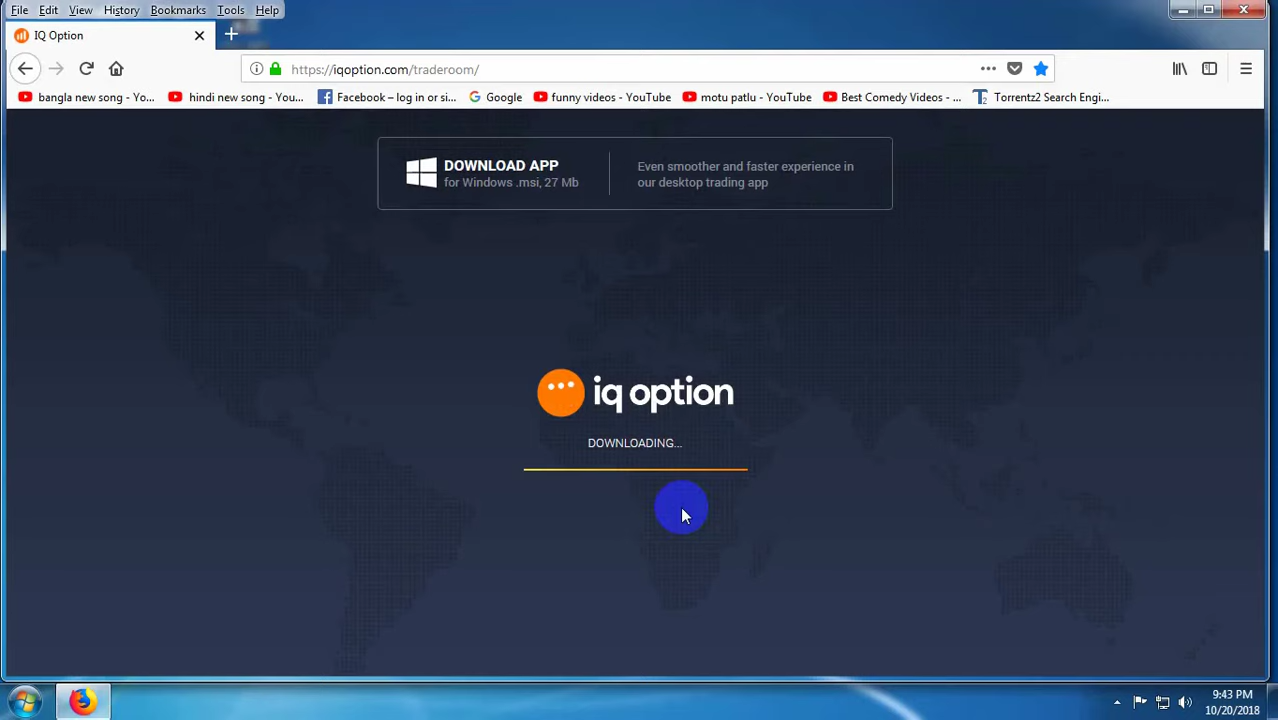 File Edit View History Bookmarks Tools Help
IQ Option
https://iqoption.com/traderoom/
bangla new song - Yo... hindi new song - You... Facebook – log in or si... Google funny videos - YouTube motu patlu - YouTube Best Comedy Videos - ... Torrentz2 Search Engi...
DOWNLOAD APP
for Windows .msi, 27 Mb
Even smoother and faster experience in
our desktop trading app
iq option
DOWNLOADING...
9:43 PM
10/20/2018